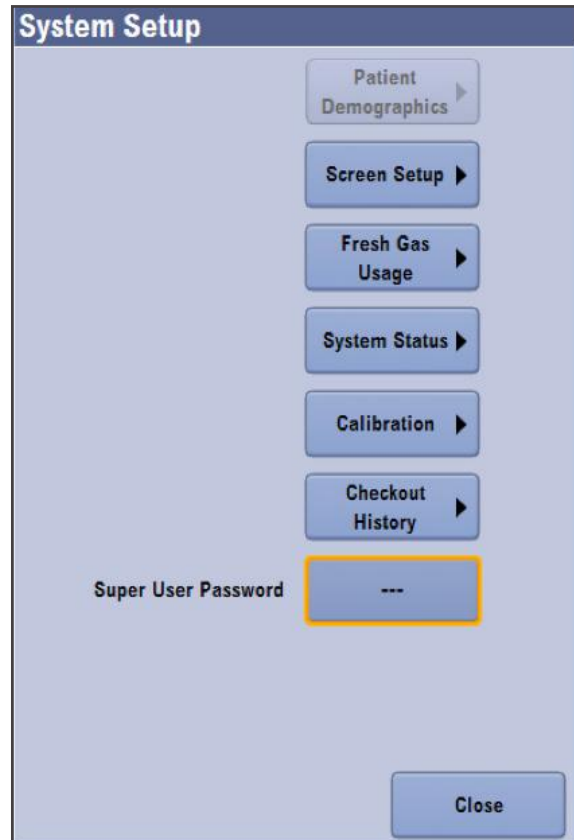 System Setup
Patient
Demographics
Screen Setup
Fresh Gas
Usage
System Status
Calibration
Checkout
History
Super User Password ---
Close